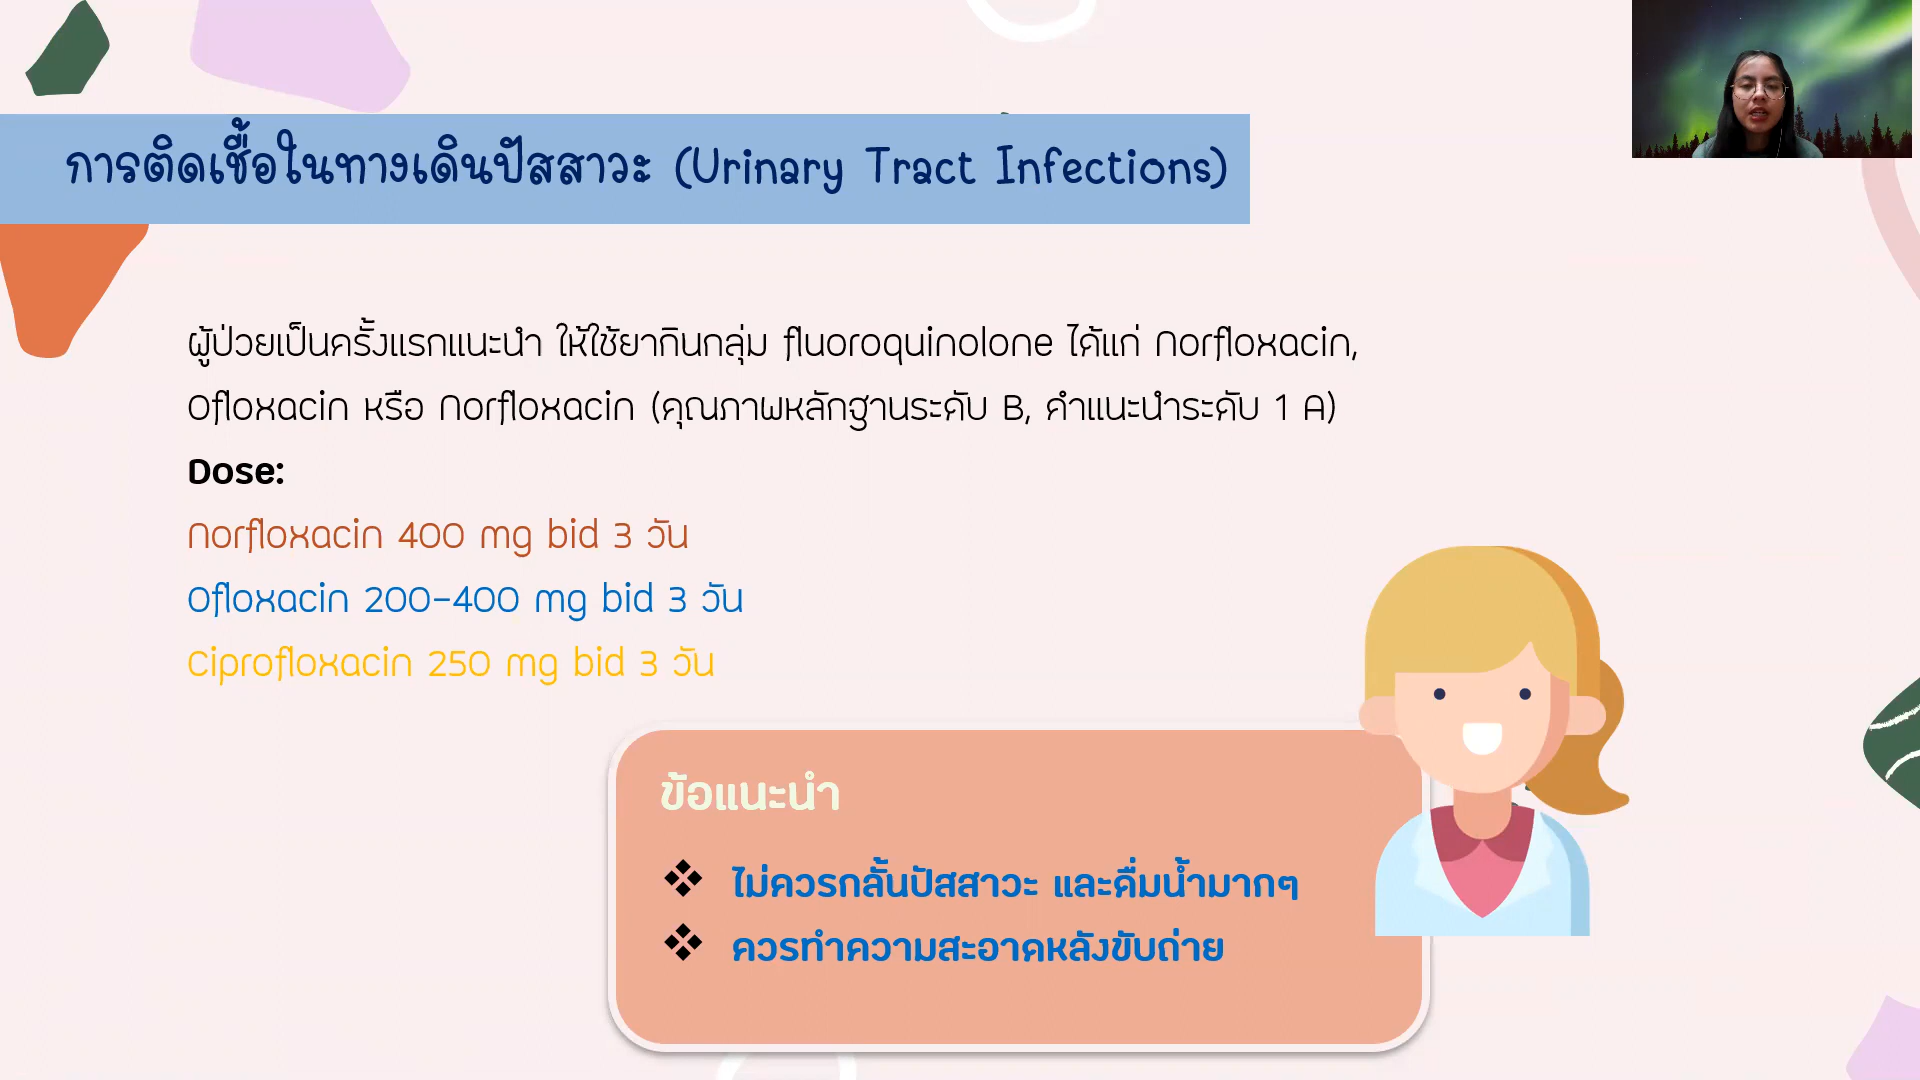 การติดเชื้อในทางเดินปัสสาวะ (Urinary Tract Infections)
ผู้ป่วยเป็นครั้งแรกแนะนำ ให้ใช้ยากินกลุ่ม fluoroquinolone ได้แก่ Norfloxacin,
Ofloxacin หรือ Norfloxacin (คุณภาพหลักฐานระดับ B, คำแนะนำระดับ 1 A)
Dose:
Norfloxacin 400 mg bid 3 วัน
Ofloxacin 200-400 mg bid 3 วัน
Ciprofloxacin 250 mg bid 3 วัน
ข้อแนะนำ
❖ ไม่ควรกลั้นปัสสาวะ และดื่มน้ำมากๆ
❖ ควรทำความสะอาดหลังขับถ่าย